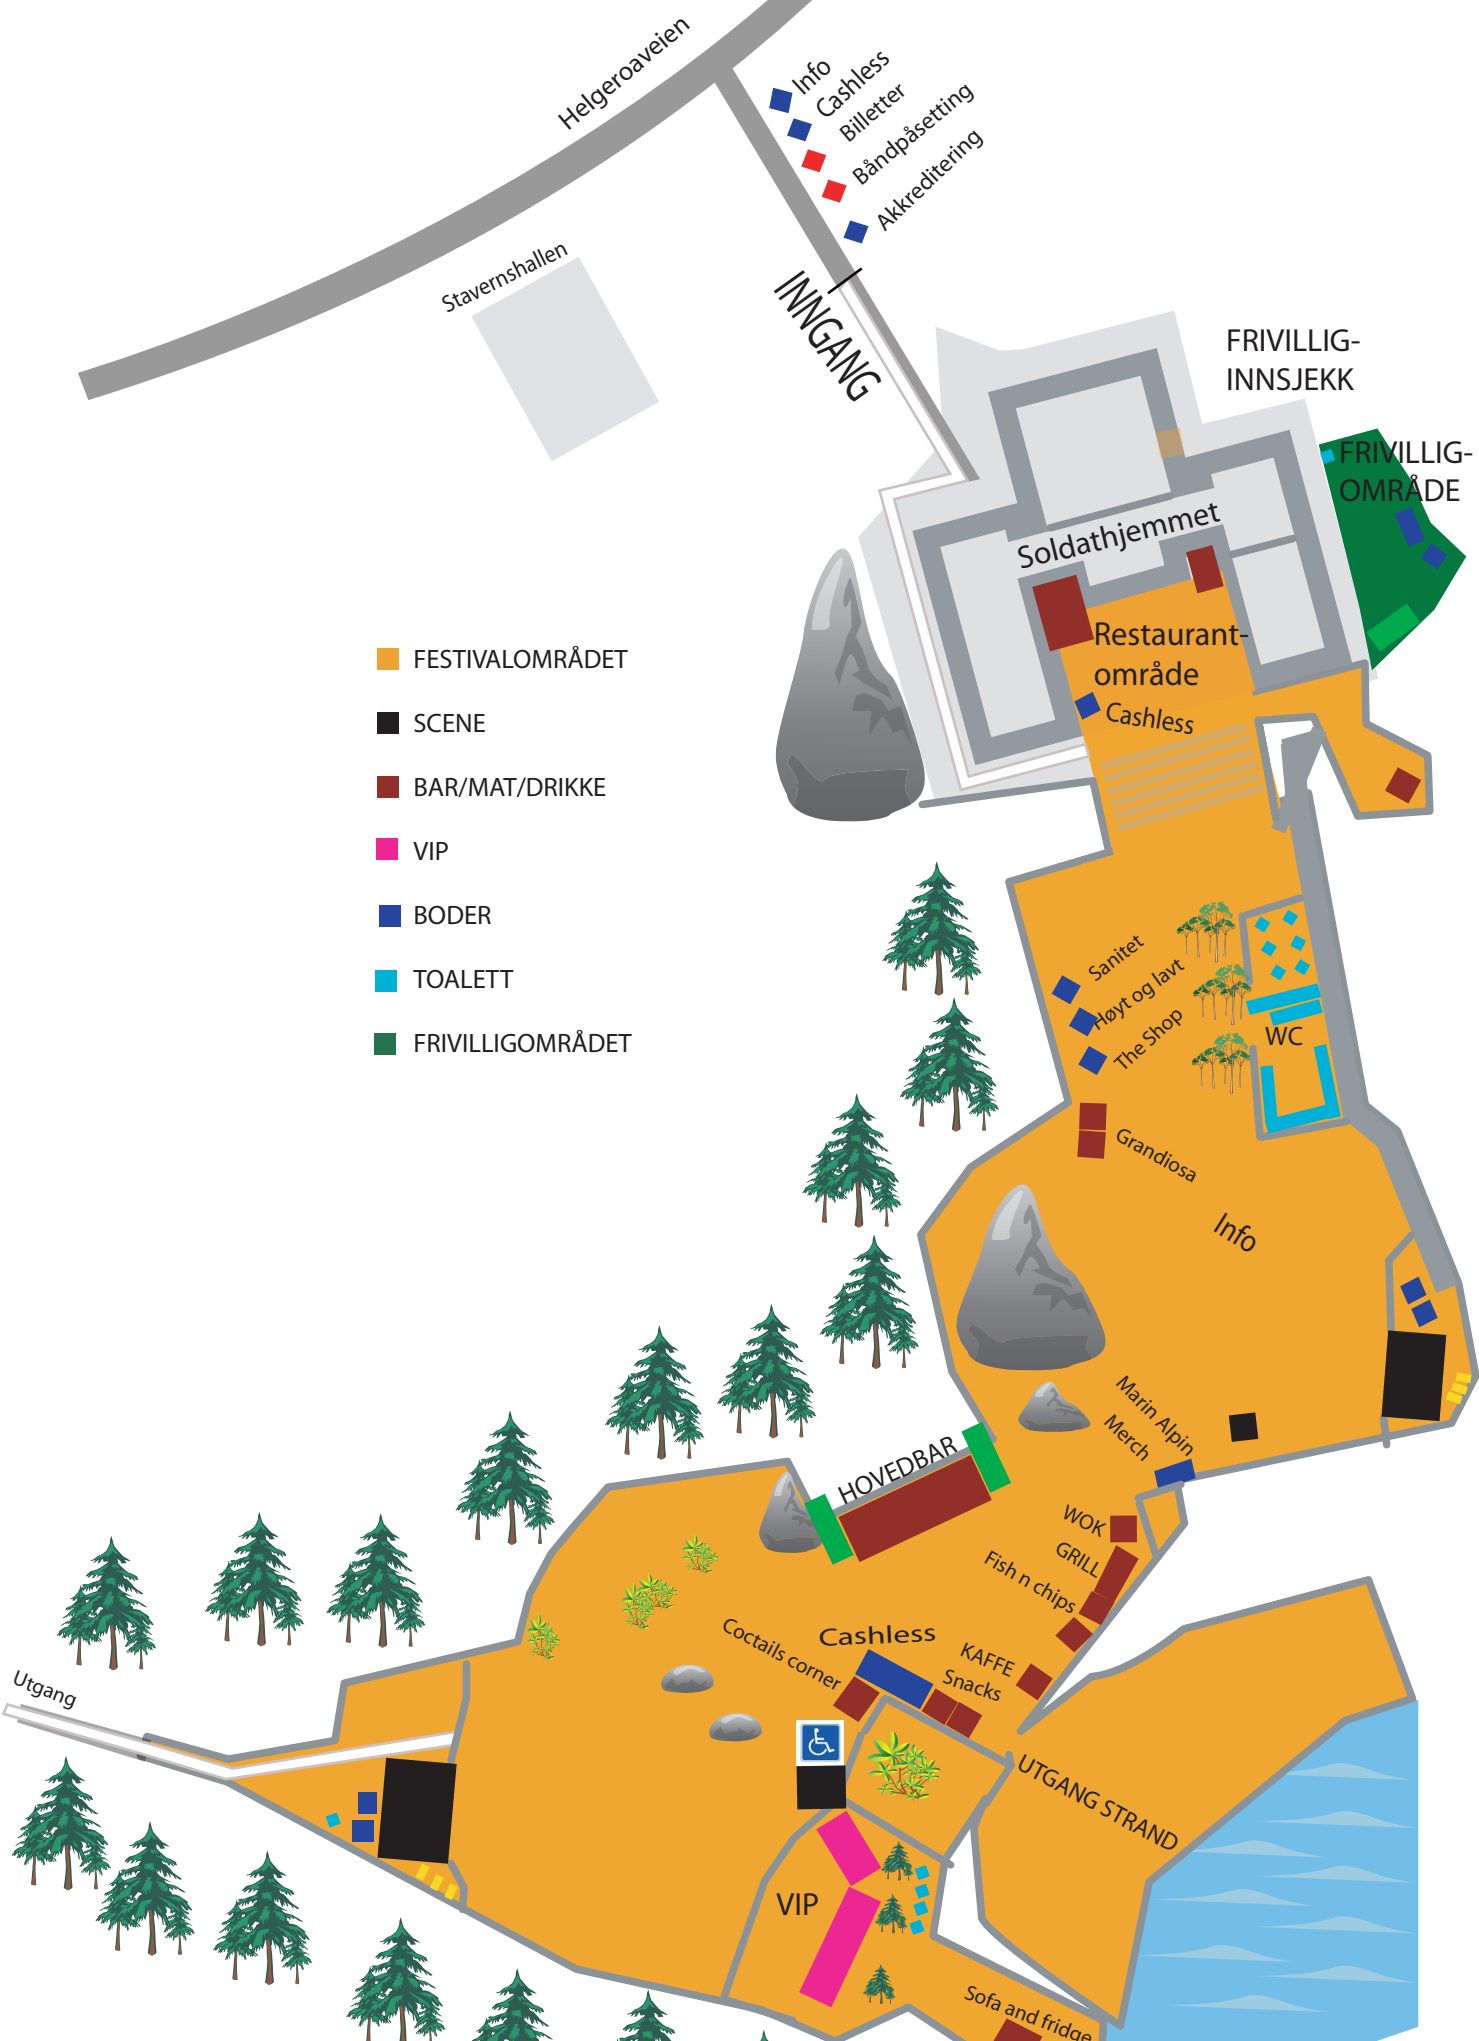 Helgeroaveien
Info
Cashless
Billetter
Båndpåsetting
Akkreditering
Stavernshallen
INNGANG
FRIVILLIG-
INNSJEKK
FRIVILLIG-
OMRÅDE
Soldathjemmet
Restaurant-
område
Cashless
FESTIVALOMRÅDET
SCENE
BAR/MAT/DRIKKE
VIP
BODER
TOALETT
FRIVILLIGOMRÅDET
Sanitet
Høyt og lavt
The Shop
WC
Grandiosa
Info
Marin Alpin
Merch
HOVEDBAR
WOK
GRILL
Fish n chips
Cashless
Coctails corner
KAFFE
Snacks
Utgang
UTGANG STRAND
VIP
Sofa and fridge